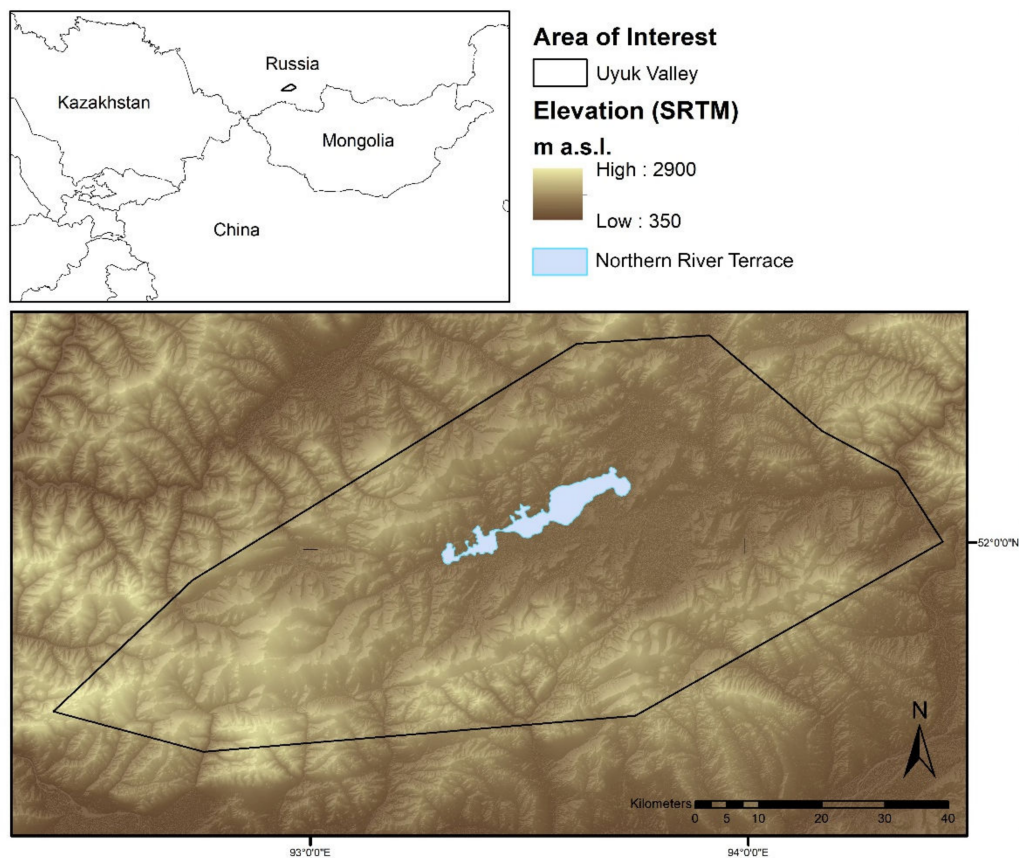 Russia
Kazakhstan
Mongolia
China
Area of Interest
Uyuk Valley
Elevation (SRTM)
m a.s.l.
High : 2900
Low : 350
Northern River Terrace
52°0'0"N
N
Kilometers
0 5 10 20 30 40
93°0'0"E
94°0'0"E